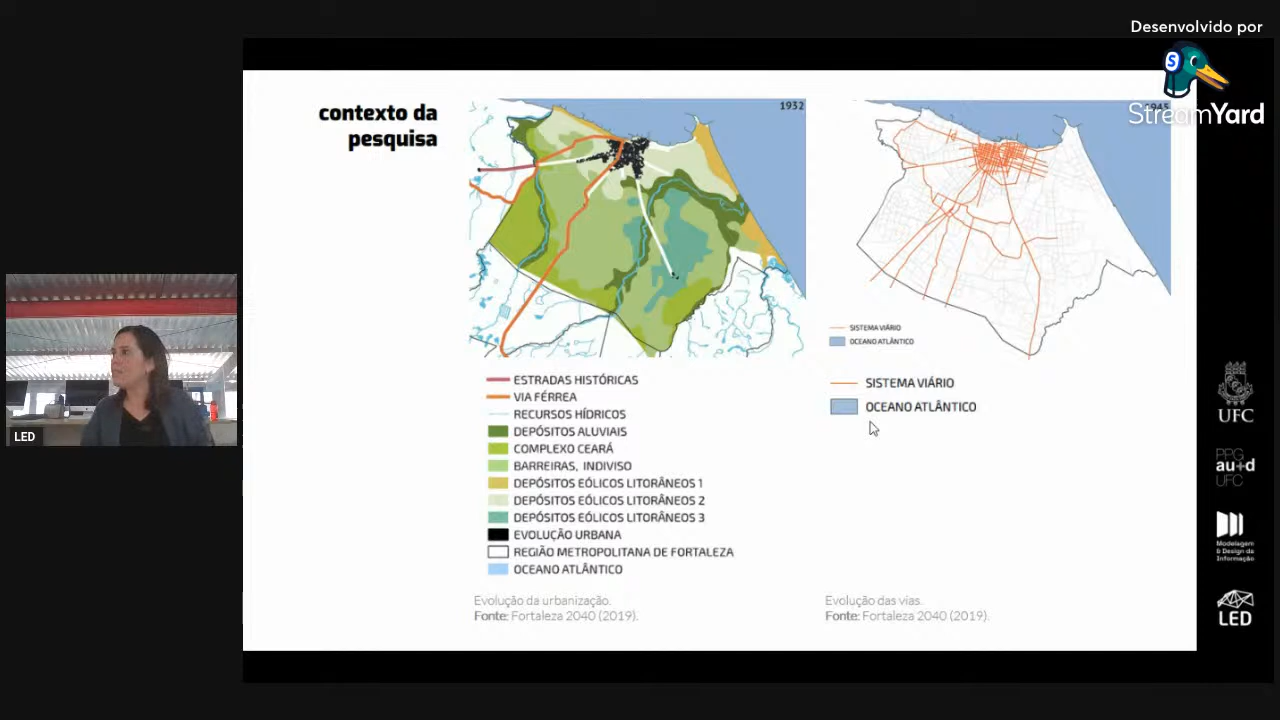 Desenvolvido por
StreamYard
contexto da
pesquisa
1932
1945
SISTEMA VIÁRIO
OCEANO ATLÂNTICO
ESTRADAS HISTÓRICAS
VIA FÉRREA
RECURSOS HÍDRICOS
DEPÓSITOS ALUVIAIS
COMPLEXO CEARÁ
BARREIRAS, INDIVISO
DEPÓSITOS EÓLICOS LITORÂNEOS 1
DEPÓSITOS EÓLICOS LITORÂNEOS 2
DEPÓSITOS EÓLICOS LITORÂNEOS 3
EVOLUÇÃO URBANA
REGIÃO METROPOLITANA DE FORTALEZA
OCEANO ATLÂNTICO
SISTEMA VIÁRIO
OCEANO ATLÂNTICO
Evolução da urbanização.
Fonte: Fortaleza 2040 (2019).
Evolução das vias.
Fonte: Fortaleza 2040 (2019).
LED
UFC
PPG
au+d
UFC
Modelagem
& Design da
Informação
LED